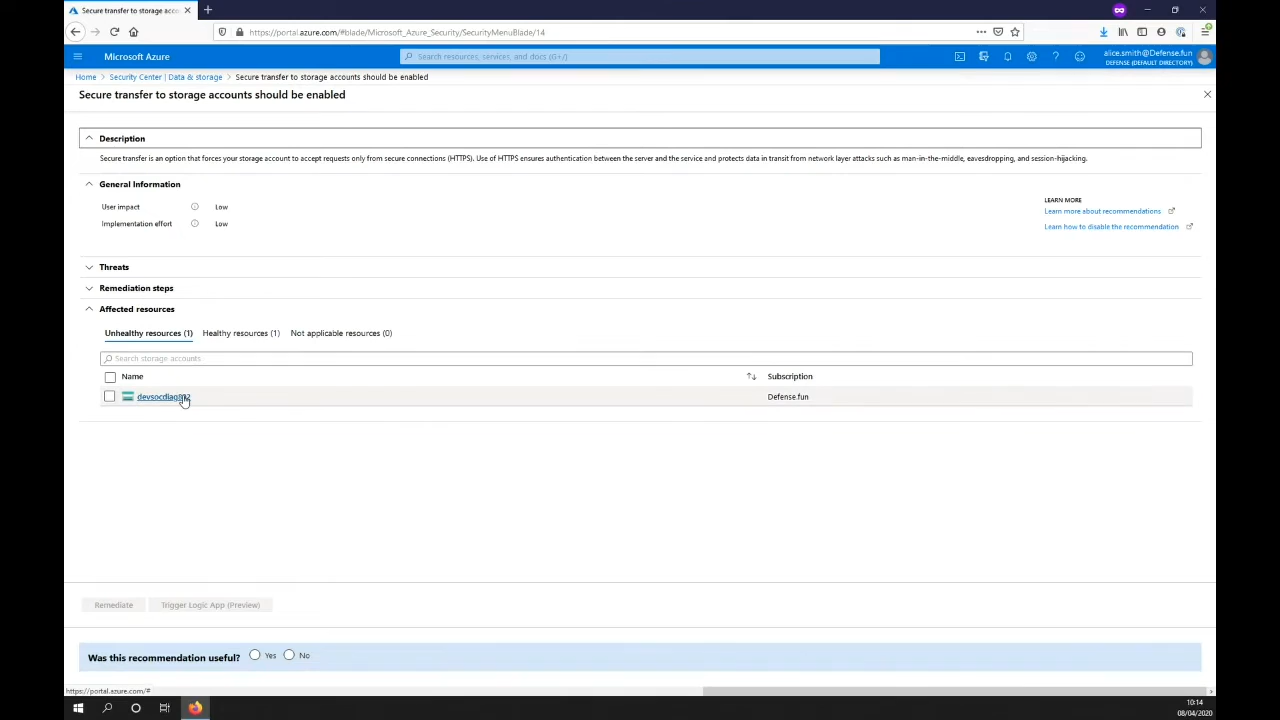 Secure transfer to storage acco
https://portal.azure.com/#blade/Microsoft_Azure_Security/SecurityMenuBlade/14
Microsoft Azure
Search resources, services, and docs (G+/)
alice.smith@Defense.fun
DEFENSE (DEFAULT DIRECTORY)
Home > Security Center | Data & storage > Secure transfer to storage accounts should be enabled
Secure transfer to storage accounts should be enabled
Description
Secure transfer is an option that forces your storage account to accept requests only from secure connections (HTTPS). Use of HTTPS ensures authentication between the server and the service and protects data in transit from network layer attacks such as man-in-the-middle, eavesdropping, and session-hijacking.
General Information
User impact Low
Implementation effort Low
LEARN MORE
Learn more about recommendations
Learn how to disable the recommendation
Threats
Remediation steps
Affected resources
Unhealthy resources (1) Healthy resources (1) Not applicable resources (0)
Search storage accounts
Name Subscription
Defense.fun
Remediate Trigger Logic App (Preview)
Was this recommendation useful? Yes No
https://portal.azure.com/#
10:14
08/04/2020